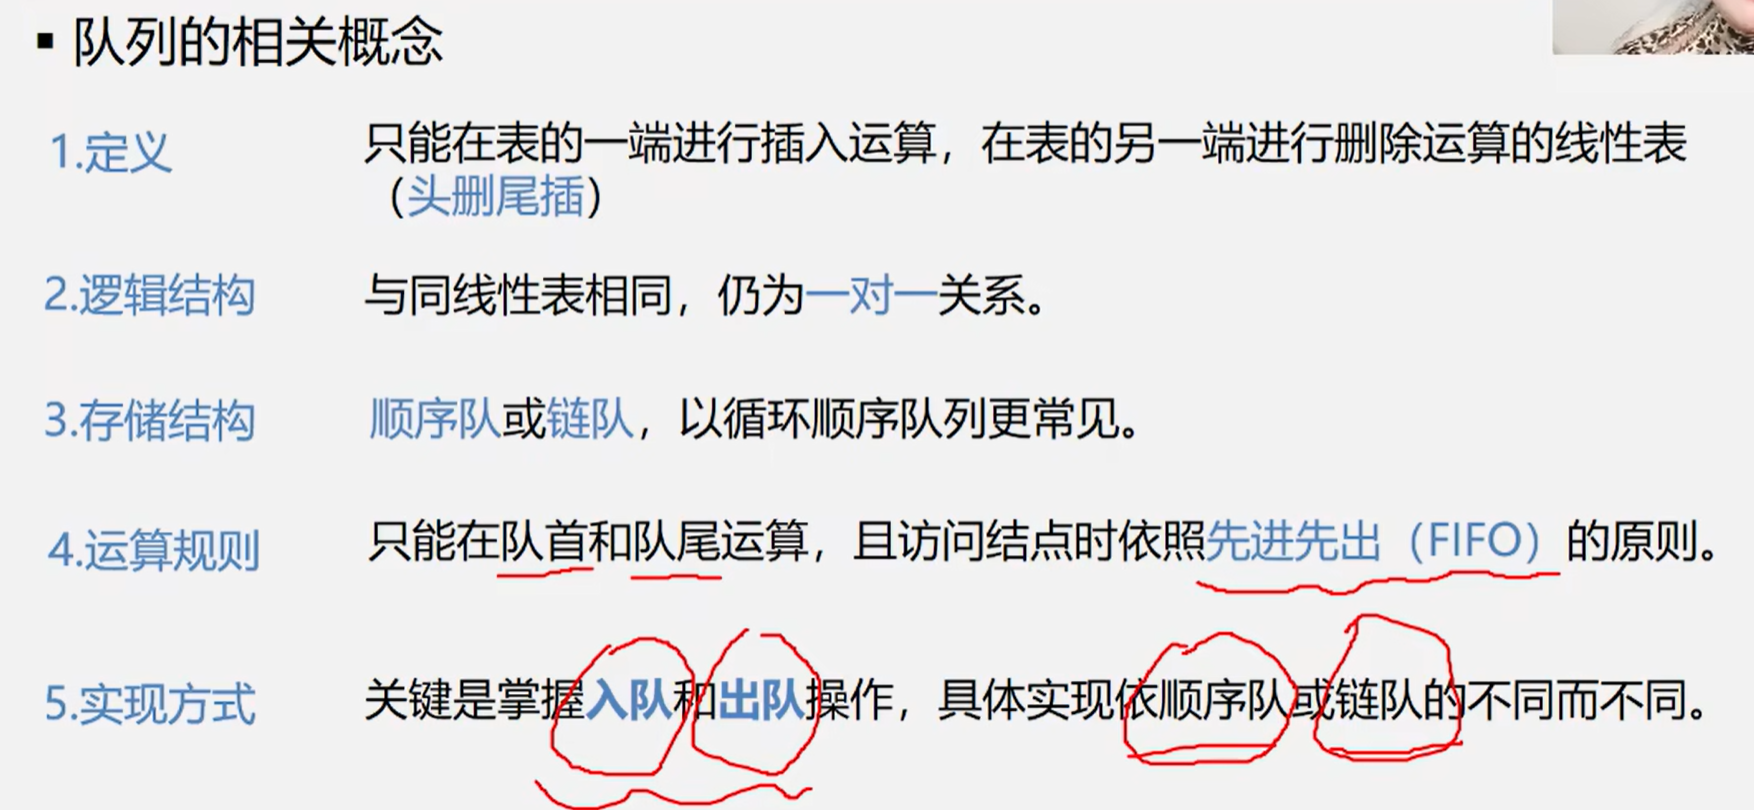 ▪ 队列的相关概念
1.定义 只能在表的一端进行插入运算，在表的另一端进行删除运算的线性表
（头删尾插）
2.逻辑结构 与同线性表相同，仍为一对一关系。
3.存储结构 顺序队或链队，以循环顺序队列更常见。
4.运算规则 只能在队首和队尾运算，且访问结点时依照先进先出（FIFO）的原则。
5.实现方式 关键是掌握入队和出队操作，具体实现依顺序队或链队的不同而不同。